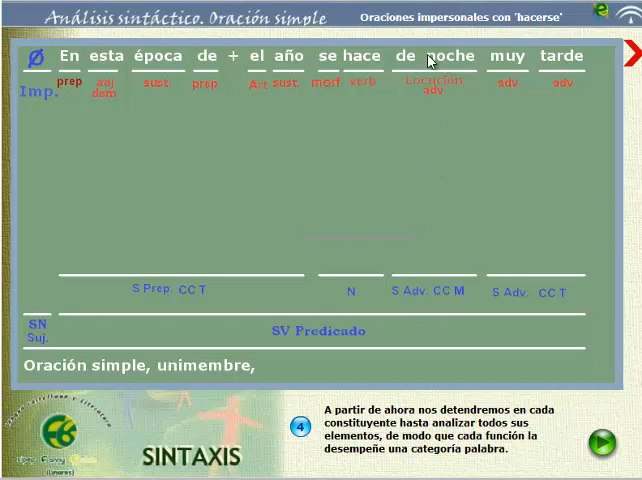 Análisis sintáctico. Oración simple
Oraciones impersonales con 'hacerse'
Ø En esta época de + el año se hace de noche muy tarde
Imp. prep adj dem sust. prep Art sust. morf verb Locución adv adv adv
S Prep. CC T N S Adv. CC M S Adv. CC T
SN Suj. SV Predicado
Oración simple, unimembre,
4
A partir de ahora nos detendremos en cada
constituyente hasta analizar todos sus
elementos, de modo que cada función la
desempeñe una categoría palabra.
SINTAXIS
(Linares)